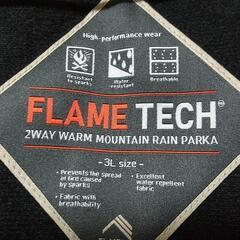 High-performance wear
Resistant to sparks
Water-resistant
Breathable
FLAME TECH
2WAY WARM MOUNTAIN RAIN PARKA
- 3L size -
• Prevents the spread of fire caused by sparks
• Fabric with breathability
• Excellent water repellent fabric